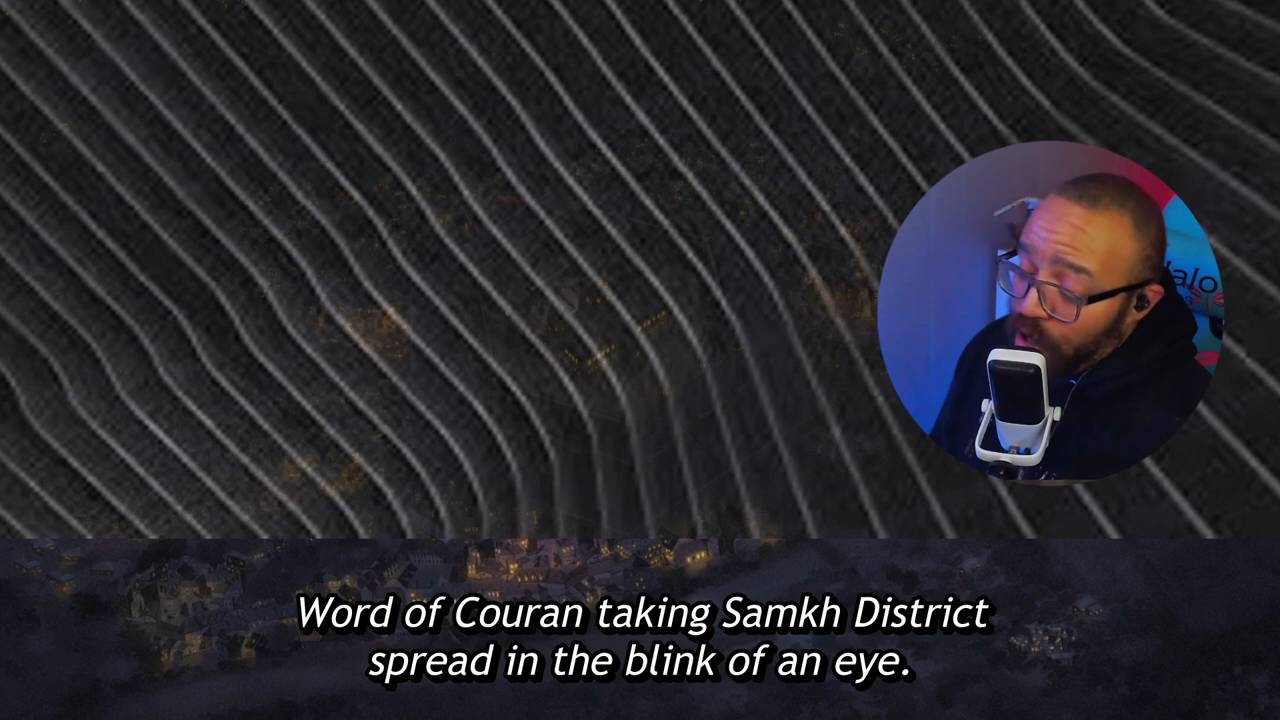 Word of Couran taking Samkh District
spread in the blink of an eye.